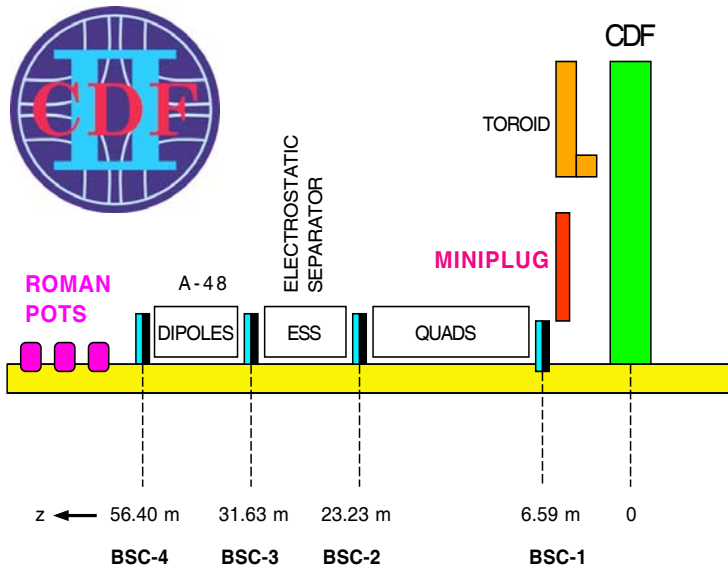 CDF
II
CDF
TOROID
ELECTROSTATIC
SEPARATOR
MINIPLUG
ROMAN
POTS
A-48
DIPOLES
ESS
QUADS
z 56.40 m 31.63 m 23.23 m 6.59 m 0
BSC-4 BSC-3 BSC-2 BSC-1